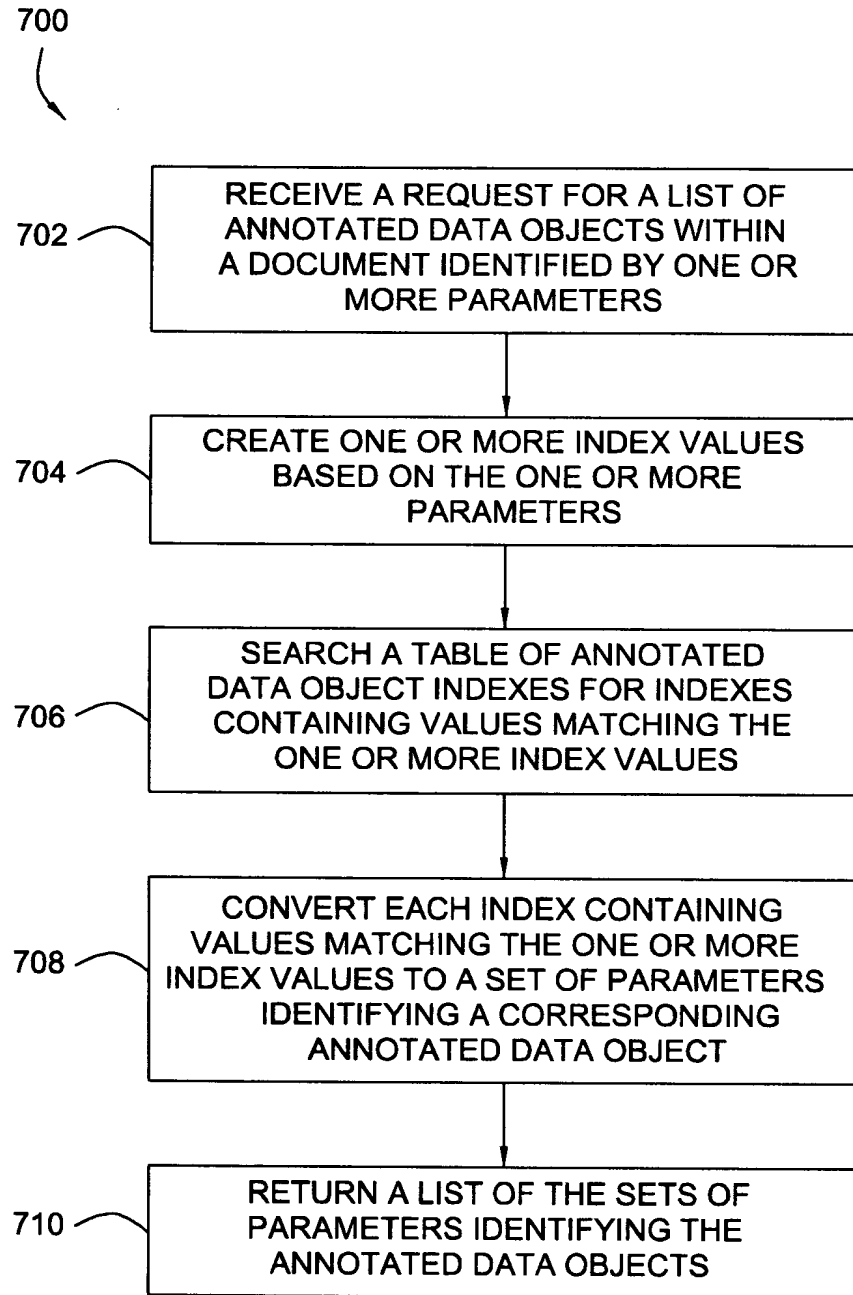 700
702
RECEIVE A REQUEST FOR A LIST OF
ANNOTATED DATA OBJECTS WITHIN
A DOCUMENT IDENTIFIED BY ONE OR
MORE PARAMETERS
704
CREATE ONE OR MORE INDEX VALUES
BASED ON THE ONE OR MORE
PARAMETERS
706
SEARCH A TABLE OF ANNOTATED
DATA OBJECT INDEXES FOR INDEXES
CONTAINING VALUES MATCHING THE
ONE OR MORE INDEX VALUES
708
CONVERT EACH INDEX CONTAINING
VALUES MATCHING THE ONE OR MORE
INDEX VALUES TO A SET OF PARAMETERS
IDENTIFYING A CORRESPONDING
ANNOTATED DATA OBJECT
710
RETURN A LIST OF THE SETS OF
PARAMETERS IDENTIFYING THE
ANNOTATED DATA OBJECTS